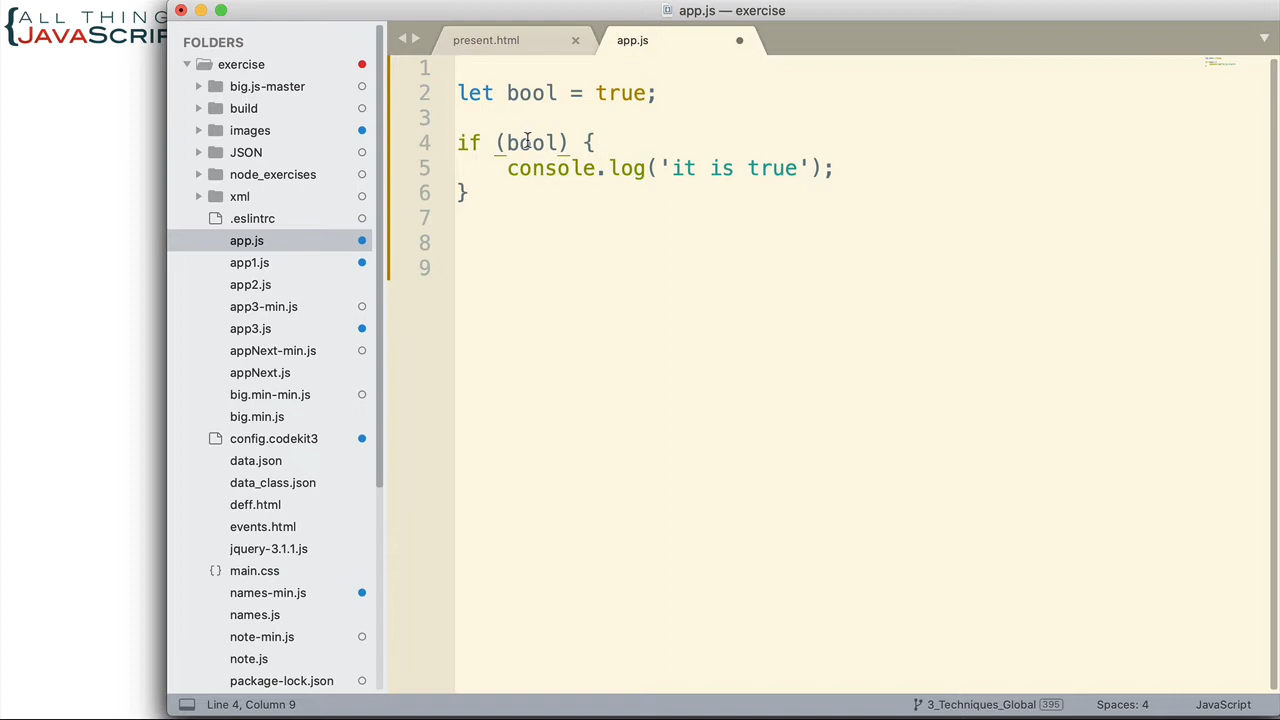 ALL THING
JAVASCRIP
app.js — exercise
FOLDERS
present.html
app.js
exercise
big.js-master
build
images
JSON
node_exercises
xml
.eslintrc
app.js
app1.js
app2.js
app3-min.js
app3.js
appNext-min.js
appNext.js
big.min-min.js
big.min.js
config.codekit3
data.json
data_class.json
deff.html
events.html
jquery-3.1.1.js
main.css
names-min.js
names.js
note-min.js
note.js
package-lock.json
1
2 let bool = true;
3
4 if (bool) {
5 console.log('it is true');
6 }
7
8
9
Line 4, Column 9
3_Techniques_Global 395
Spaces: 4
JavaScript